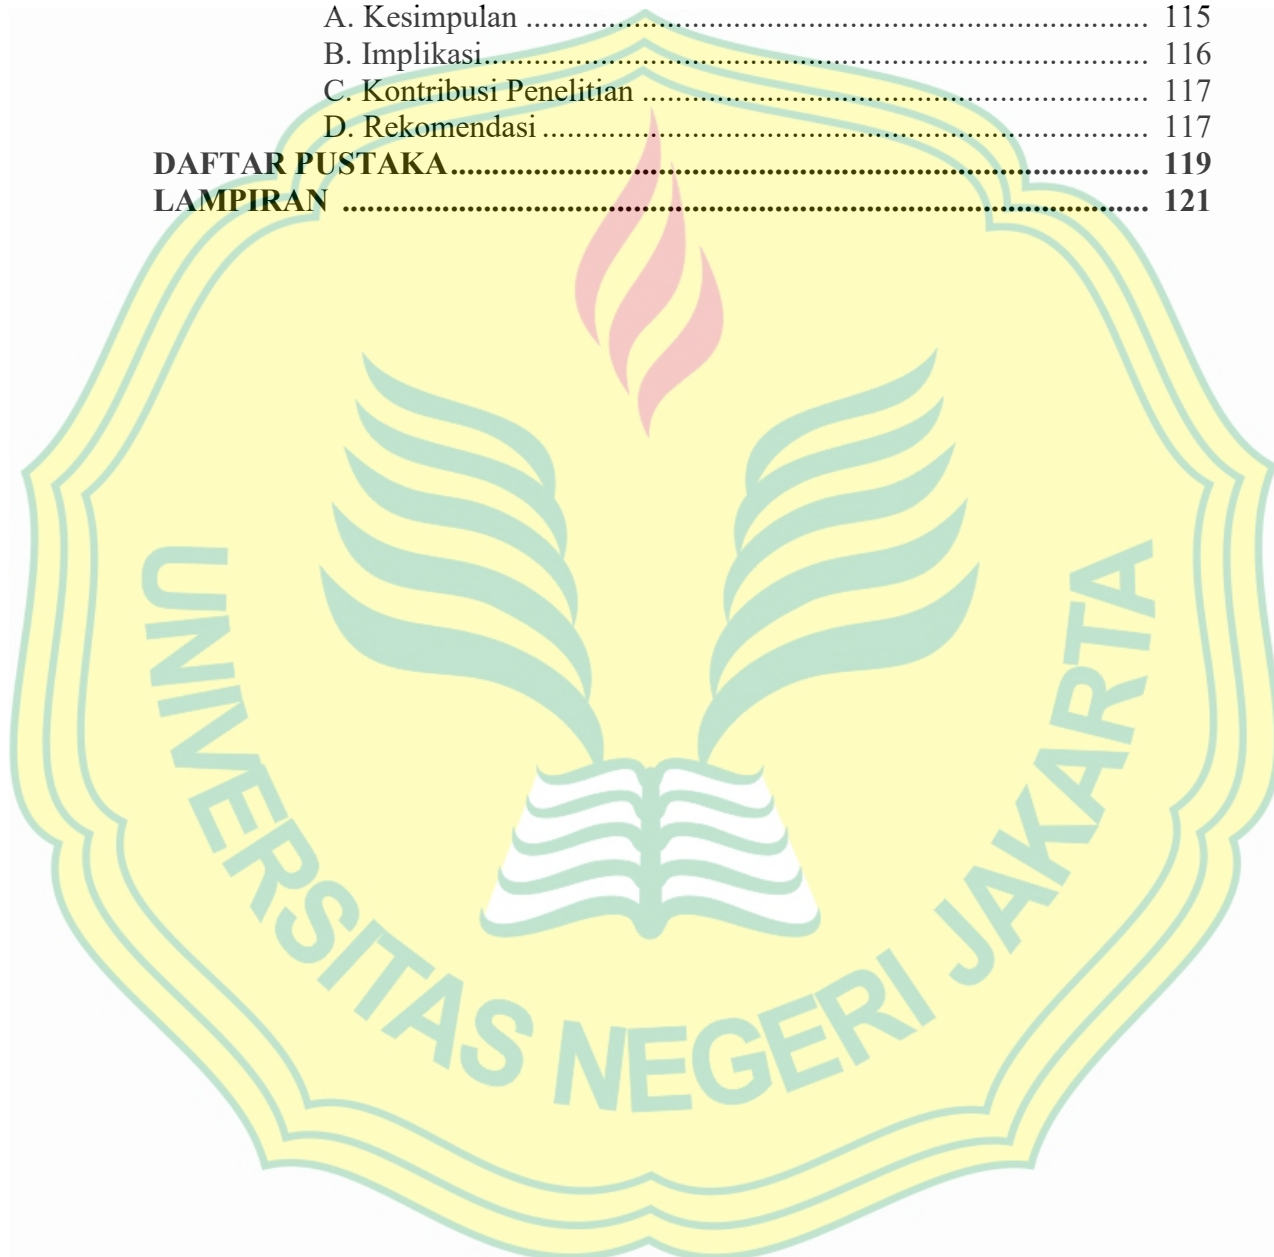 A. Kesimpulan ............................................................................. 115
B. Implikasi.................................................................................. 116
C. Kontribusi Penelitian .............................................................. 117
D. Rekomendasi ........................................................................... 117
DAFTAR PUSTAKA..................................................................................... 119
LAMPIRAN .................................................................................................. 121
UNIVERSITAS NEGERI JAKARTA